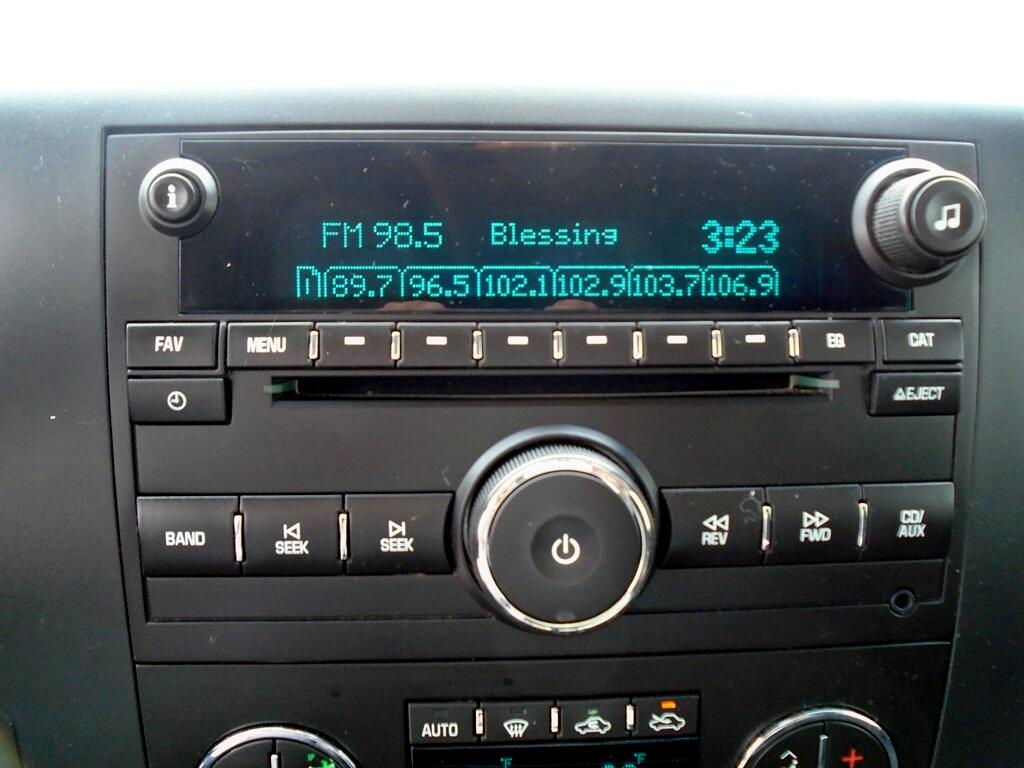 i
FM 98.5 Blessing 3:23
1 89.7 96.5 102.1 102.9 103.7 106.9
FAV MENU EQ CAT
EJECT
BAND SEEK SEEK REV FWD CD/AUX
AUTO
°F °F